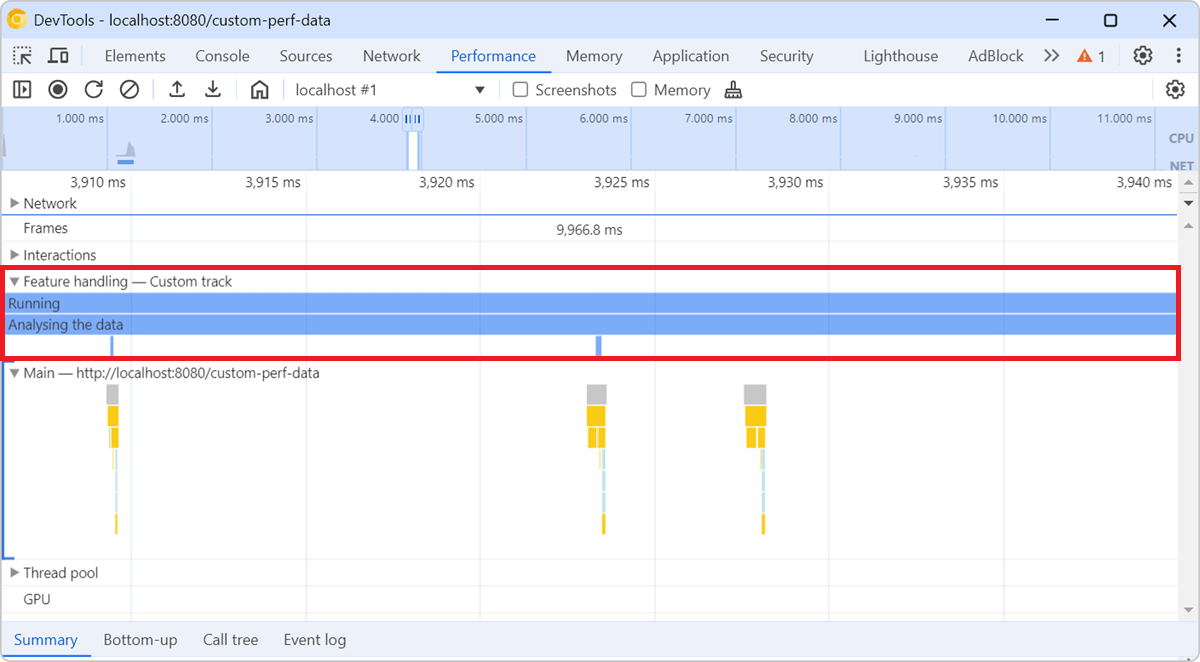 DevTools - localhost:8080/custom-perf-data
Elements Console Sources Network Performance Memory Application Security Lighthouse AdBlock 1
localhost #1 Screenshots Memory
1.000 ms 2.000 ms 3.000 ms 4.000 5.000 ms 6.000 ms 7.000 ms 8.000 ms 9.000 ms 10.000 ms 11.000 ms
CPU
NET
3,910 ms 3,915 ms 3,920 ms 3,925 ms 3,930 ms 3,935 ms 3,940 ms
Network
Frames 9,966.8 ms
Interactions
Feature handling — Custom track
Running
Analysing the data
Main — http://localhost:8080/custom-perf-data
Thread pool
GPU
Summary Bottom-up Call tree Event log